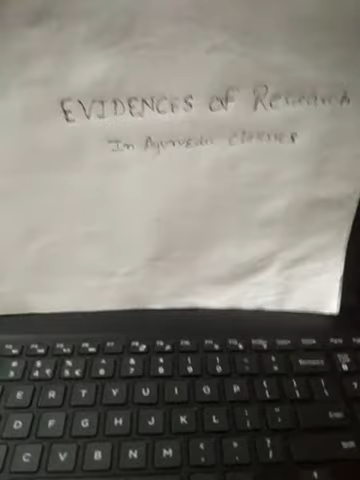 EVIDENCES of Research
In Ayurveda classics
E R T Y U I O P
D F G H J K L
C V B N M